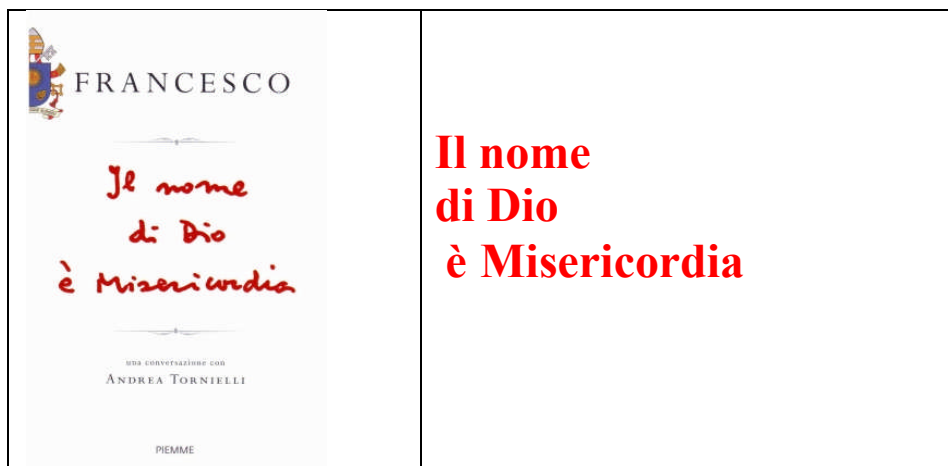 FRANCESCO
Il nome
di Dio
è Misericordia
una conversazione con
ANDREA TORNIELLI
PIEMME
Il nome
di Dio
è Misericordia